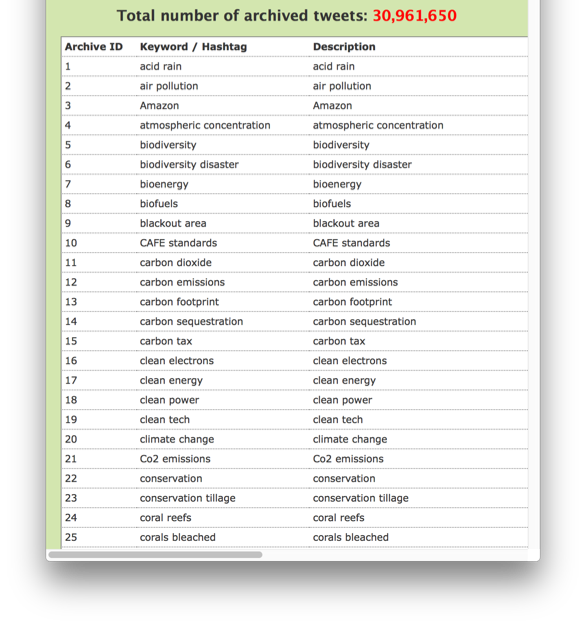 Total number of archived tweets: 30,961,650
Archive ID Keyword / Hashtag Description
1 acid rain acid rain
2 air pollution air pollution
3 Amazon Amazon
4 atmospheric concentration atmospheric concentration
5 biodiversity biodiversity
6 biodiversity disaster biodiversity disaster
7 bioenergy bioenergy
8 biofuels biofuels
9 blackout area blackout area
10 CAFE standards CAFE standards
11 carbon dioxide carbon dioxide
12 carbon emissions carbon emissions
13 carbon footprint carbon footprint
14 carbon sequestration carbon sequestration
15 carbon tax carbon tax
16 clean electrons clean electrons
17 clean energy clean energy
18 clean power clean power
19 clean tech clean tech
20 climate change climate change
21 Co2 emissions Co2 emissions
22 conservation conservation
23 conservation tillage conservation tillage
24 coral reefs coral reefs
25 corals bleached corals bleached